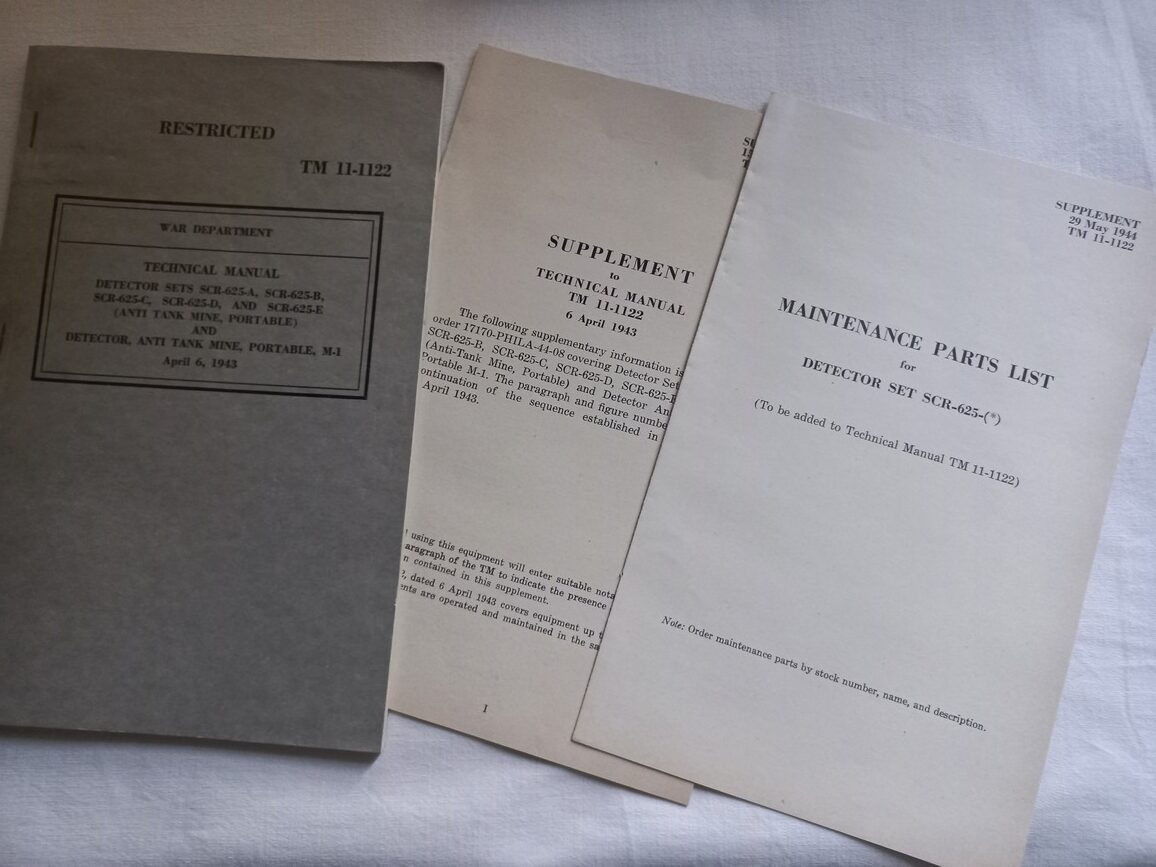 RESTRICTED
TM 11-1122
WAR DEPARTMENT
TECHNICAL MANUAL
DETECTOR SETS SCR-625-A, SCR-625-B,
SCR-625-C, SCR-625-D, AND SCR-625-E
(ANTI TANK MINE, PORTABLE)
AND
DETECTOR, ANTI TANK MINE, PORTABLE, M-1
April 6, 1943
SUPPLEMENT
to
TECHNICAL MANUAL
TM 11-1122
6 April 1943
The following supplementary information is
order 17170-PHILA-44-08 covering Detector Set
SCR-625-B, SCR-625-C, SCR-625-D, SCR-625-
(Anti-Tank Mine, Portable) and Detector An
Portable M-1. The paragraph and figure numbe
ontinuation of the sequence established in
April 1943.
using this equipment will enter suitable nota
aragraph of the TM to indicate the presence
n contained in this supplement.
, dated 6 April 1943 covers equipment up
ents are operated and maintained in the sa
I
SUPPLEMENT
29 May 1944
TM 11-1122
MAINTENANCE PARTS LIST
for
DETECTOR SET SCR-625-(*)
(To be added to Technical Manual TM 11-1122)
Note: Order maintenance parts by stock number, name, and description.